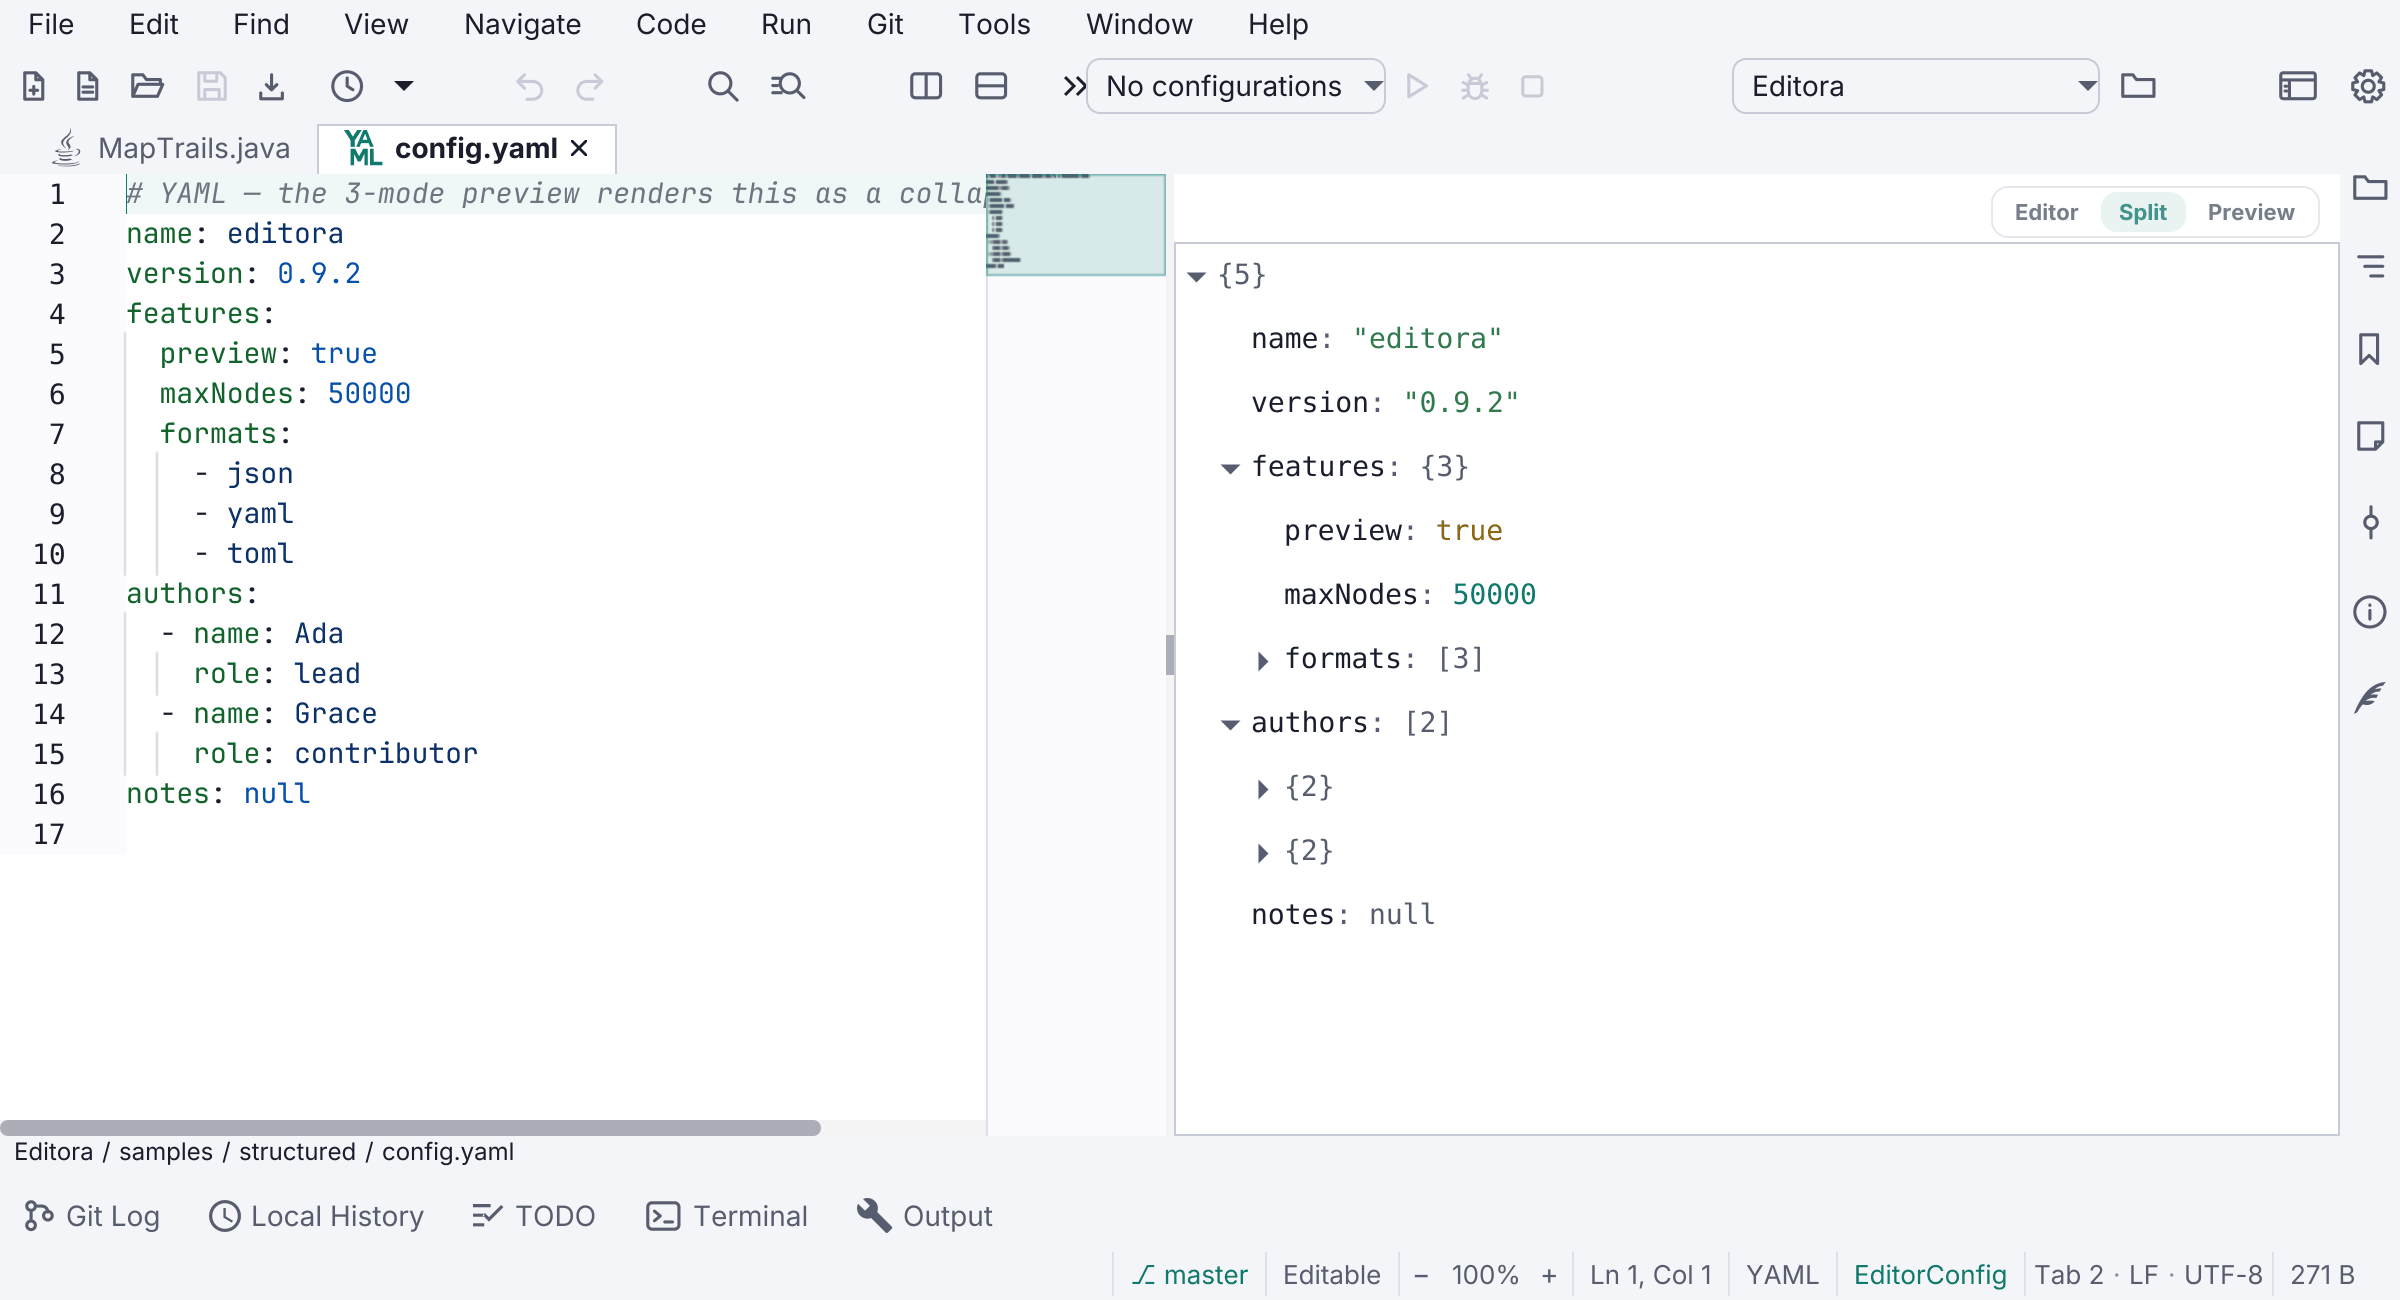 File Edit Find View Navigate Code Run Git Tools Window Help
No configurations Editora
MapTrails.java YAML config.yaml
Editor Split Preview
1 # YAML — the 3-mode preview renders this as a colla
2 name: editora
3 version: 0.9.2
4 features:
5 preview: true
6 maxNodes: 50000
7 formats:
8 - json
9 - yaml
10 - toml
11 authors:
12 - name: Ada
13 role: lead
14 - name: Grace
15 role: contributor
16 notes: null
17
{5}
name: "editora"
version: "0.9.2"
features: {3}
preview: true
maxNodes: 50000
formats: [3]
authors: [2]
{2}
{2}
notes: null
Editora / samples / structured / config.yaml
Git Log Local History TODO Terminal Output
master Editable − 100% + Ln 1, Col 1 YAML EditorConfig Tab 2 · LF · UTF-8 271 B